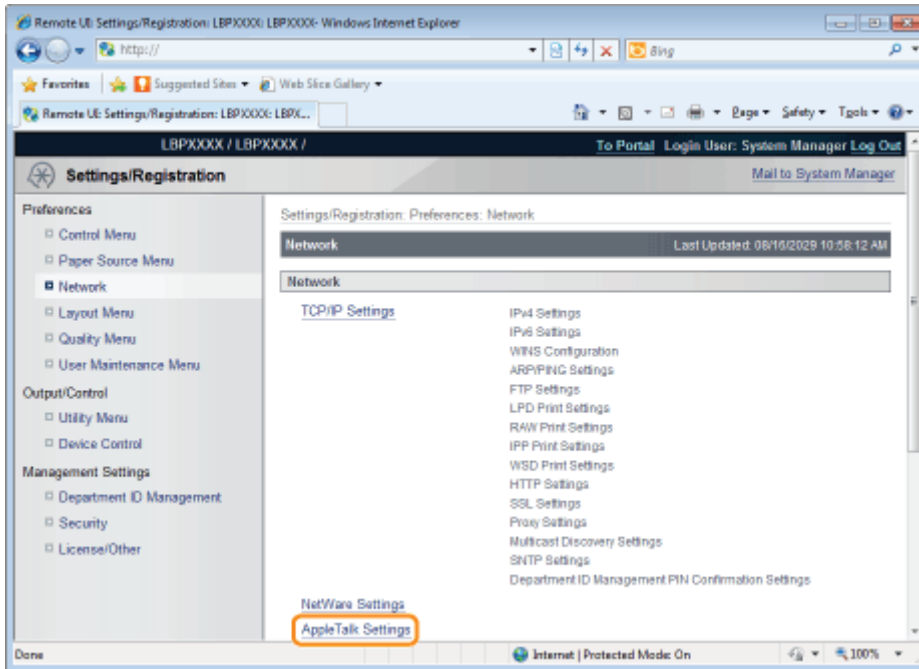 Remote UI: Settings/Registration: LBPXXXX: LBPXXXX- Windows Internet Explorer
http://
Bing
Favorites Suggested Sites Web Slice Gallery
Remote UI: Settings/Registration: LBPXXXX: LBPX...
Page Safety Tools
LBPXXXX / LBPXXXX /
To Portal Login User: System Manager Log Out
Settings/Registration
Mail to System Manager
Preferences
Control Menu
Paper Source Menu
Network
Layout Menu
Quality Menu
User Maintenance Menu
Output/Control
Utility Menu
Device Control
Management Settings
Department ID Management
Security
License/Other
Settings/Registration: Preferences: Network
Network Last Updated: 08/16/2029 10:58:12 AM
Network
TCP/IP Settings
IPv4 Settings
IPv6 Settings
WINS Configuration
ARP/PING Settings
FTP Settings
LPD Print Settings
RAW Print Settings
IPP Print Settings
WSD Print Settings
HTTP Settings
SSL Settings
Proxy Settings
Multicast Discovery Settings
SNTP Settings
Department ID Management PIN Confirmation Settings
NetWare Settings
AppleTalk Settings
Done
Internet | Protected Mode: On
100%